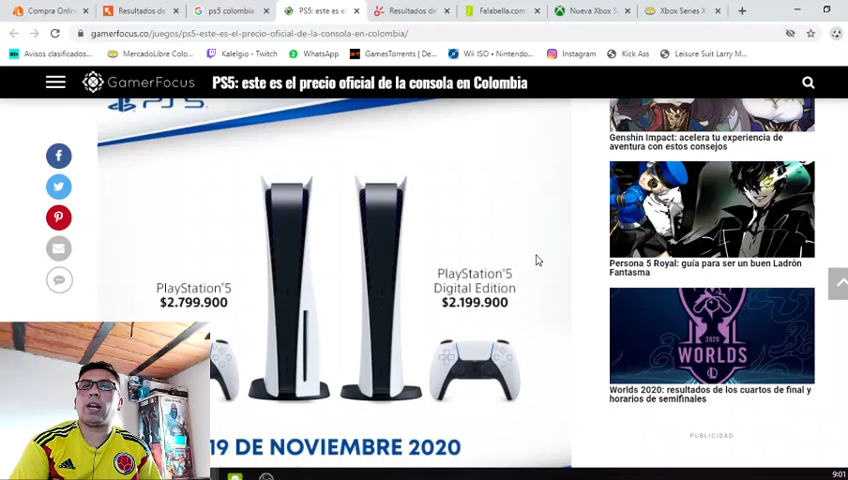 Compra Onlin
Resultados de
ps5 colombia
PS5: este es el
Resultados di
Falabella.com
Nueva Xbox S
Xbox Series X
gamerfocus.co/juegos/ps5-este-es-el-precio-oficial-de-la-consola-en-colombia/
Avisos clasificados...
MercadoLibre Colo...
Kalelgio - Twitch
WhatsApp
GamesTorrents | De...
Wii ISO • Nintendo...
Instagram
No Kick Ass
Leisure Suit Larry M...
GAMERFOCUS
PS5: este es el precio oficial de la consola en Colombia
PS5
Genshin Impact: acelera tu experiencia de
aventura con estos consejos
PlayStation®5
$2.799.900
PlayStation®5
Digital Edition
$2.199.900
Persona 5 Royal: guía para ser un buen Ladrón
Fantasma
2020
WORLDS
Worlds 2020: resultados de los cuartos de final y
horarios de semifinales
PUBLICIDAD
19 DE NOVIEMBRE 2020
9:01